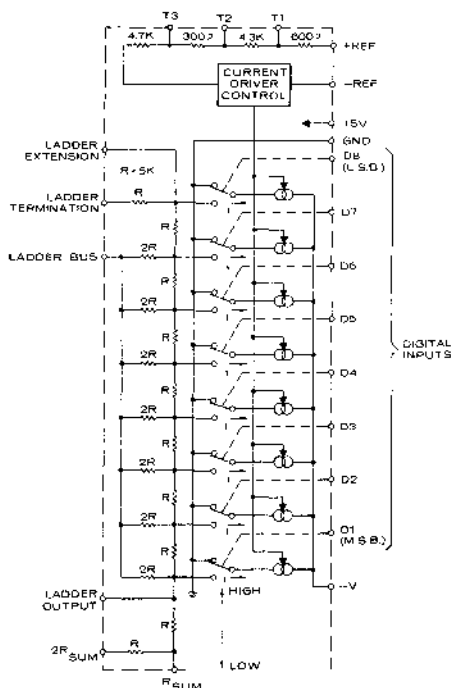 T3 T2 T1
4.7K 300Ω 4.3K 600Ω
+REF
CURRENT
DRIVER
CONTROL
-REF
+5V
GND
D8
(L.S.B.)
LADDER
EXTENSION
R=5K
LADDER
TERMINATION
R
D7
R
LADDER BUS
2R
D6
R
2R
D5
R
2R
DIGITAL
INPUTS
D4
R
2R
D3
R
2R
D2
R
2R
D1
(M.S.B.)
R
2R
HIGH
-V
LADDER
OUTPUT
R
2R SUM
R
LOW
R SUM